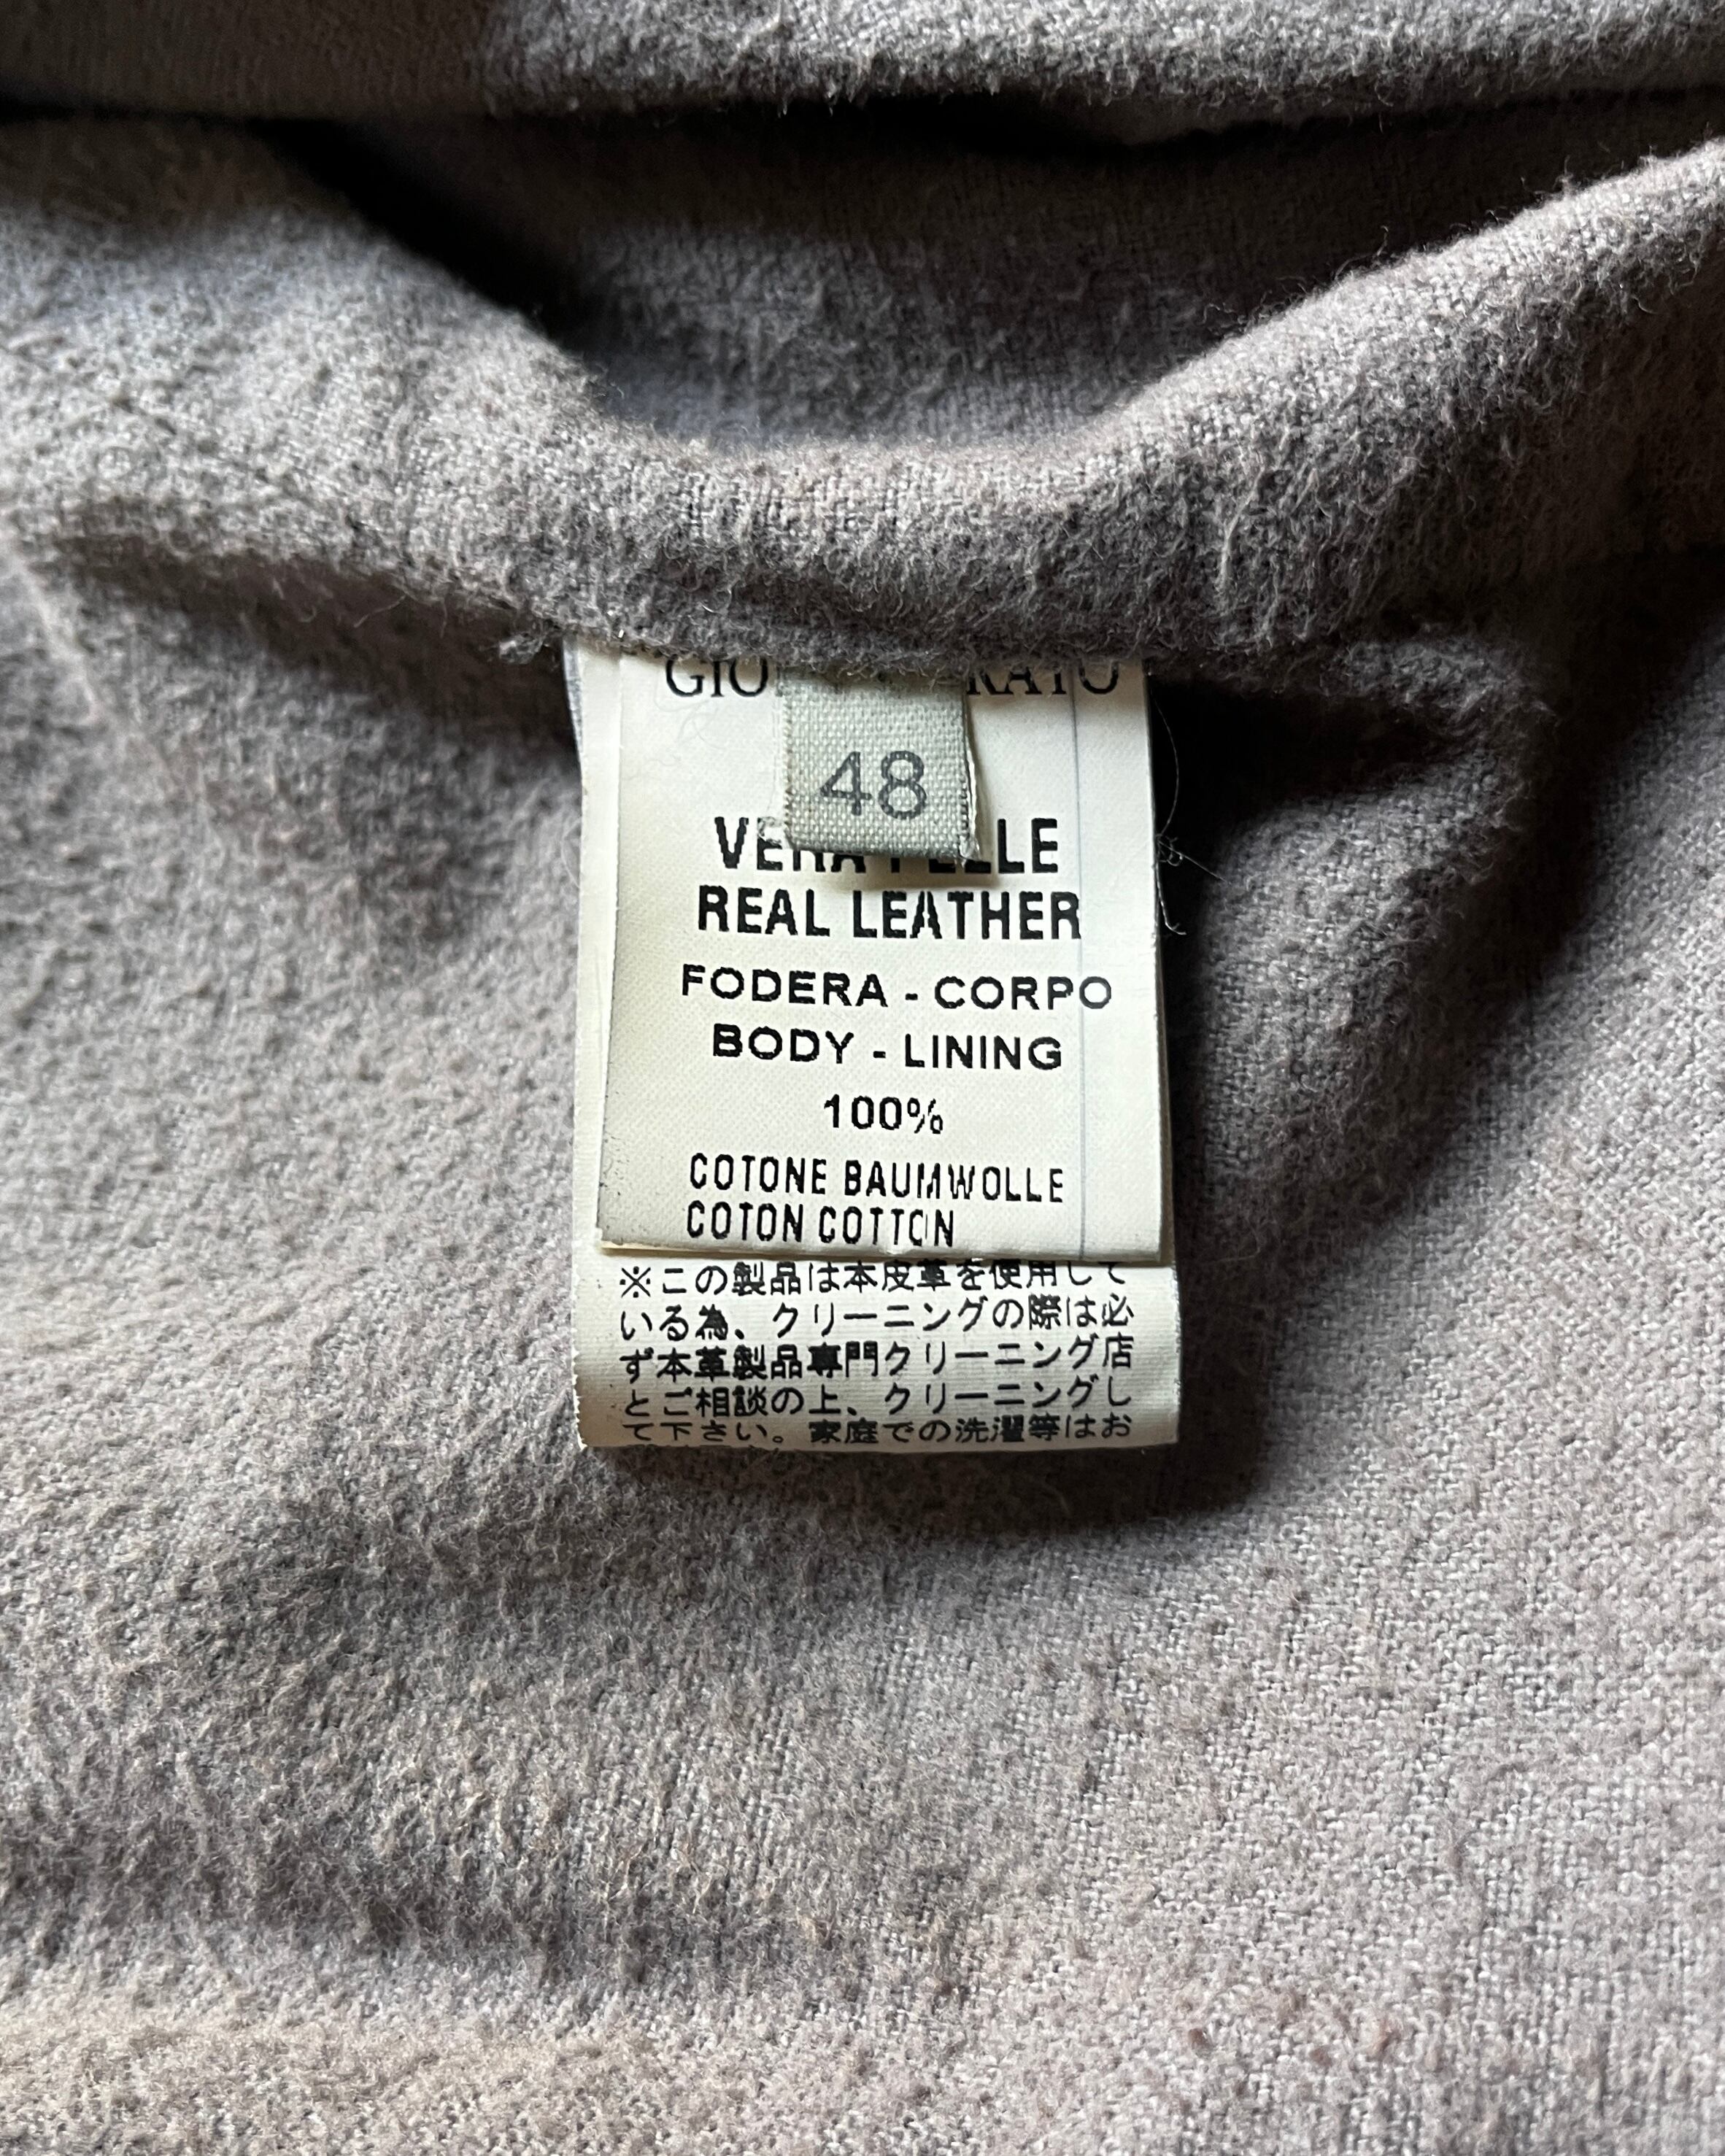 48
REAL LEATHER
FODERA - CORPO
BODY - LINING
100%
COTONE BAUMWOLLE
COTON COTTON
※この製品は本皮革を使用して
いる為、クリーニングの際は必
ず本革製品専門クリーニング店
とご相談の上、クリーニングし
て下さい。家庭での洗濯等はお